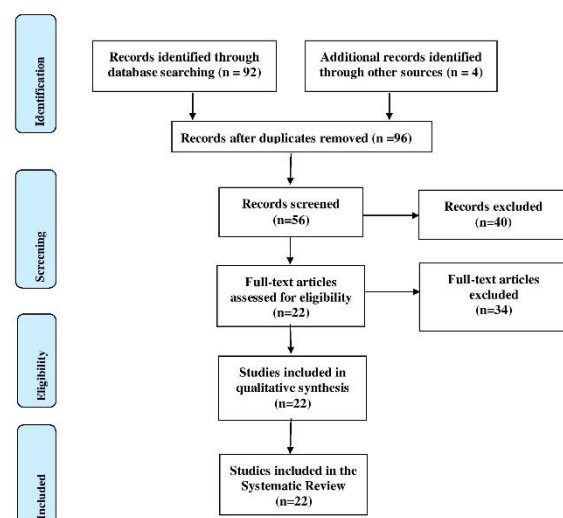 Identification
Records identified through
database searching (n = 92)
Additional records identified
through other sources (n = 4)
Records after duplicates removed (n =96)
Screening
Records screened
(n=56)
Records excluded
(n=40)
Full-text articles
assessed for eligibility
(n=22)
Full-text articles
excluded
(n=34)
Eligibility
Studies included in
qualitative synthesis
(n=22)
Included
Studies included in the
Systematic Review
(n=22)